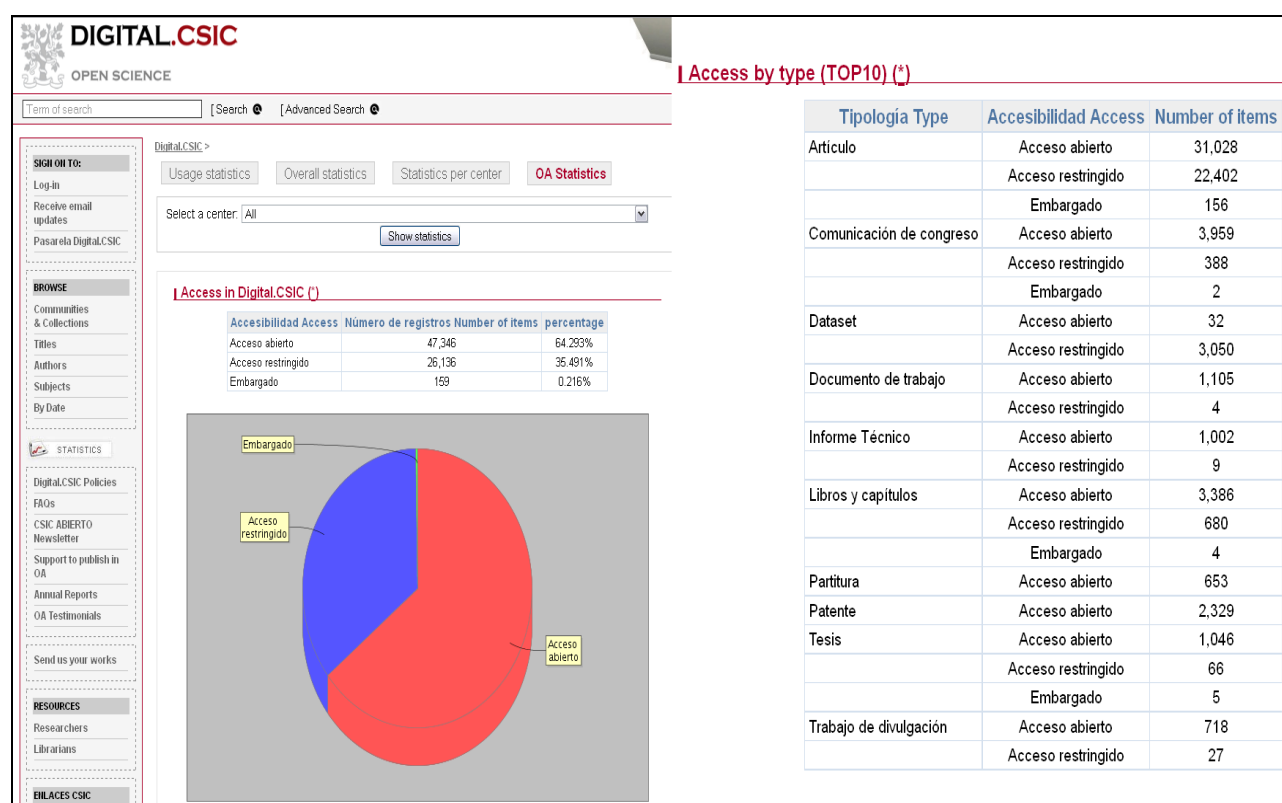 DIGITAL.CSIC
OPEN SCIENCE
Term of search [ Search [ Advanced Search
SIGN ON TO:
Log-in
Receive email
updates
Pasarela Digital.CSIC
BROWSE
Communities
& Collections
Titles
Authors
Subjects
By Date
STATISTICS
Digital.CSIC Policies
FAQs
CSIC ABIERTO
Newsletter
Support to publish in
OA
Annual Reports
OA Testimonials
Send us your works
RESOURCES
Researchers
Librarians
ENLACES CSIC
Digital.CSIC >
Usage statistics Overall statistics Statistics per center OA Statistics
Select a center: All
Show statistics
Access in Digital.CSIC (*)
Accesibilidad Access Número de registros Number of items percentage
Acceso abierto 47,346 64.293%
Acceso restringido 26,136 35.491%
Embargado 159 0.216%
Embargado
Acceso
restringido
Acceso
abierto
Access by type (TOP10) (*)
Tipología Type Accesibilidad Access Number of items
Artículo Acceso abierto 31,028
Acceso restringido 22,402
Embargado 156
Comunicación de congreso Acceso abierto 3,959
Acceso restringido 388
Embargado 2
Dataset Acceso abierto 32
Acceso restringido 3,050
Documento de trabajo Acceso abierto 1,105
Acceso restringido 4
Informe Técnico Acceso abierto 1,002
Acceso restringido 9
Libros y capítulos Acceso abierto 3,386
Acceso restringido 680
Embargado 4
Partitura Acceso abierto 653
Patente Acceso abierto 2,329
Tesis Acceso abierto 1,046
Acceso restringido 66
Embargado 5
Trabajo de divulgación Acceso abierto 718
Acceso restringido 27